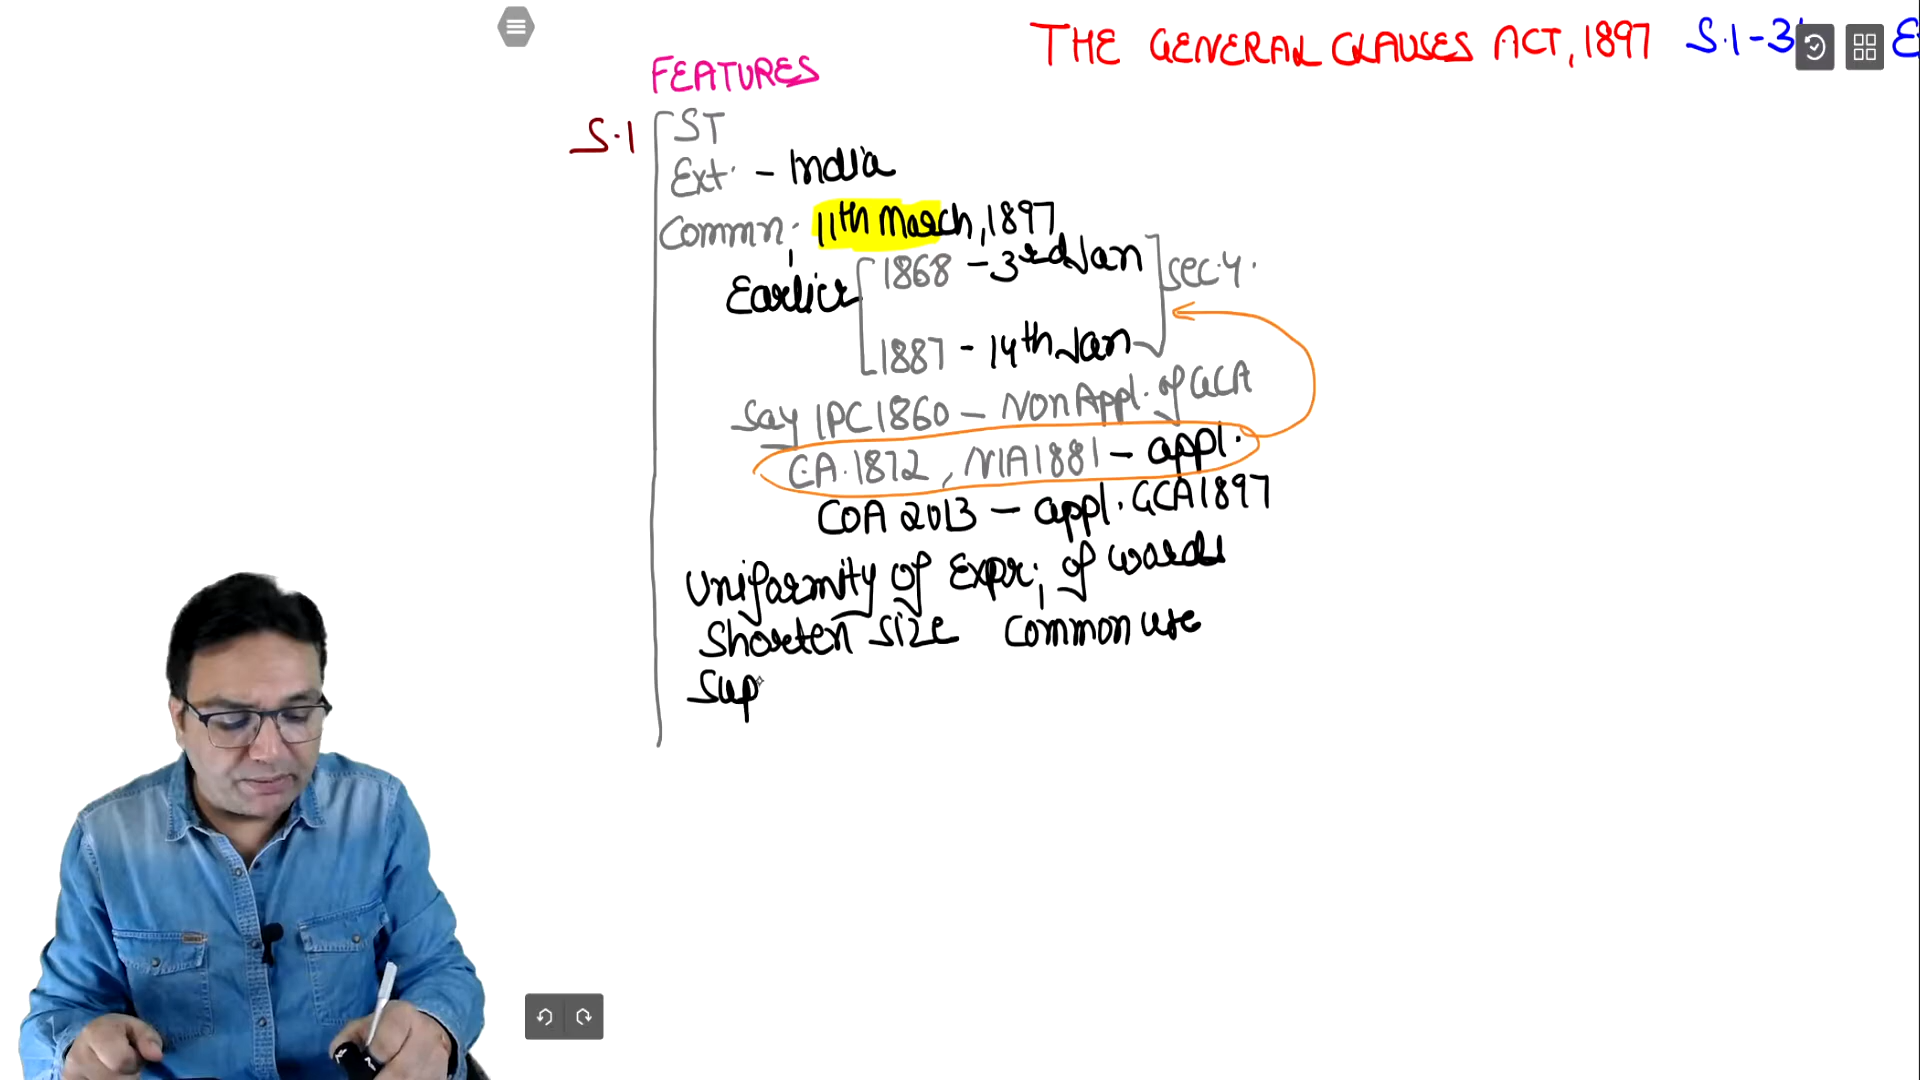 THE GENERAL CLAUSES ACT, 1897 S.1-3
FEATURES
S.1
ST
Ext. - India
Commn; 11th March, 1897
Earlier
1868 - 3rd Jan
Sec.4.
1887 - 14th Jan
Say IPC 1860 - Non Appl. of GCA
CA.1872, NIA 1881 - appl.
COA 2013 - appl. GCA 1897
Uniformity of Expr; of words
Shorten size Common use
Sup